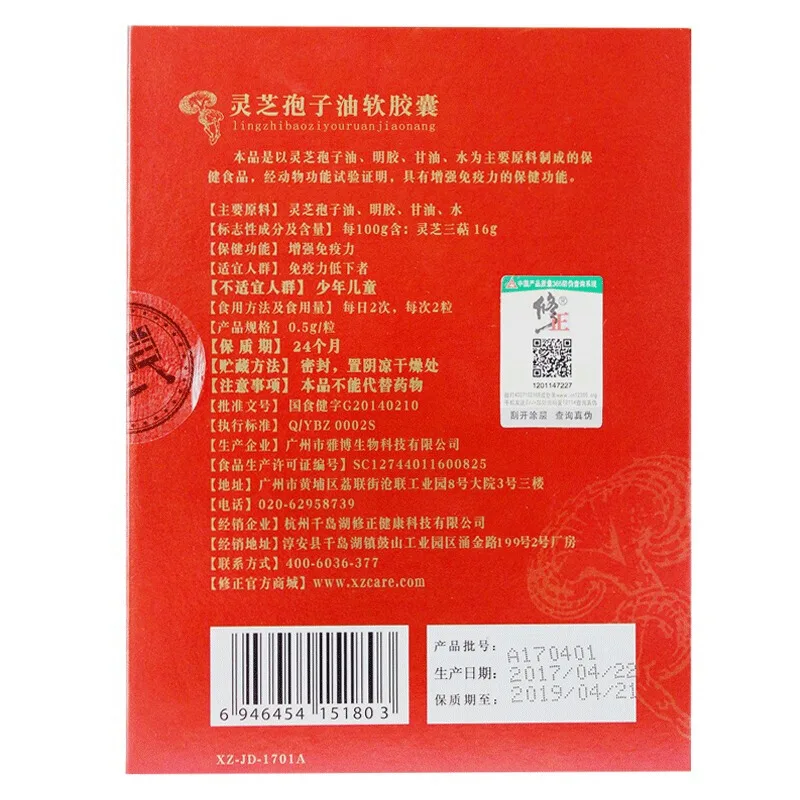 灵芝孢子油软胶囊
lingzhibaoziyouruanjiaonang
本品是以灵芝孢子油、明胶、甘油、水为主要原料制成的保
健食品，经动物功能试验证明，具有增强免疫力的保健功能。
【主要原料】 灵芝孢子油、明胶、甘油、水
【标志性成分及含量】 每100g含：灵芝三萜 16g
【保健功能】 增强免疫力
【适宜人群】 免疫力低下者
【不适宜人群】 少年儿童
【食用方法及食用量】 每日2次，每次2粒
【产品规格】 0.5g/粒
【保 质 期】 24个月
【贮藏方法】 密封，置阴凉干燥处
【注意事项】 本品不能代替药物
【批准文号】 国食健字G20140210
【执行标准】 Q/YBZ 0002S
【生产企业】 广州市雅博生物科技有限公司
【食品生产许可证编号】 SC12744011600825
【地址】 广州市黄埔区荔联街沧联工业园8号大院3号三楼
【电话】 020-62958739
【经销企业】 杭州千岛湖修正健康科技有限公司
【经销地址】 淳安县千岛湖镇鼓山工业园区涌金路199号2号厂房
【联系方式】 400-6036-377
【修正官方商城】 www.xzcare.com
中国产品质量365防伪查询系统
修正®
1201147227
刮开涂层 查询真伪
6 946454 151803
产品批号： A170401
生产日期： 2017/04/22
保质期至： 2019/04/21
XZ-JD-1701A